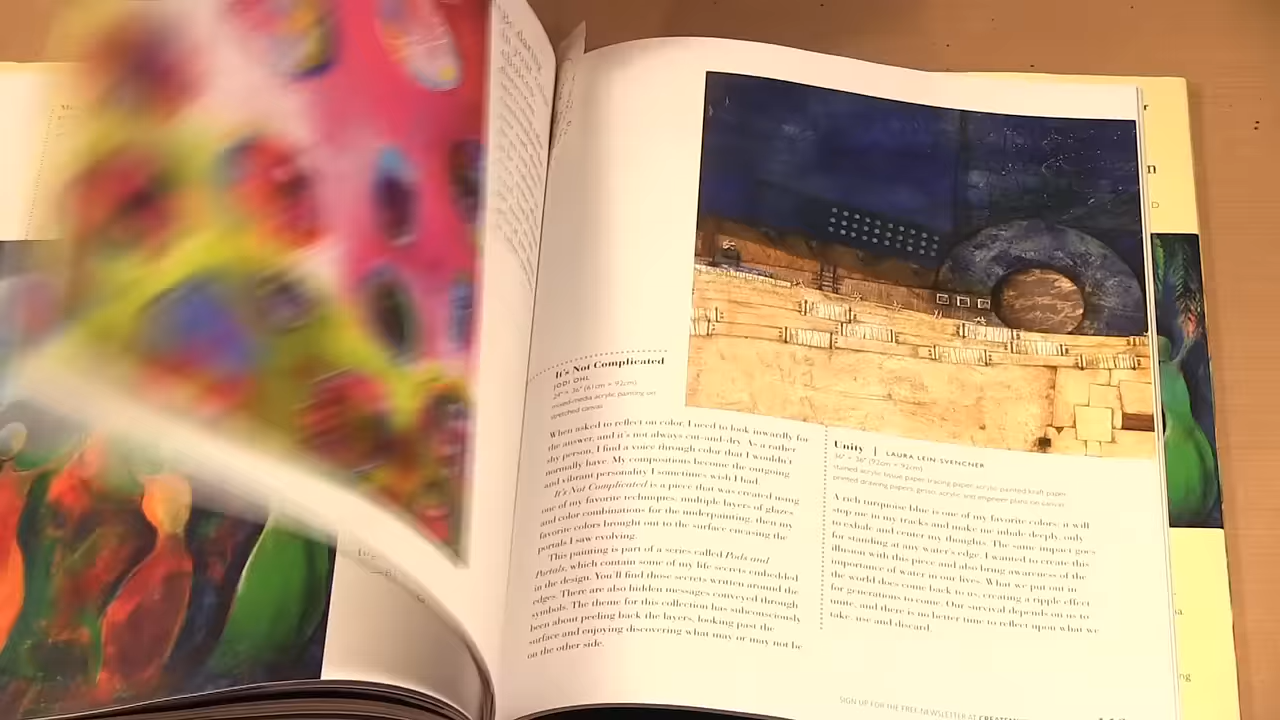 It's Not Complicated
JODI OHL
24" × 36" (61cm × 92cm)
mixed-media acrylic painting on
stretched canvas
When asked to reflect on color, I need to look inwardly for
the answer, and it's not always cut-and-dry. As a rather
shy person, I find a voice through color that I wouldn't
normally have. My compositions become the outgoing
and vibrant personality I sometimes wish I had.
It's Not Complicated is a piece that was created using
one of my favorite techniques, multiple layers of glazes
and color combinations for the underpainting, then my
favorite colors brought out to the surface encasing the
portals I saw evolving.
This painting is part of a series called Pods and
Portals, which contain some of my life secrets embedded
in the design. You'll find those secrets written around the
edges. There are also hidden messages conveyed through
symbols. The theme for this collection has subconsciously
been about peeling back the layers, looking past the
surface and enjoying discovering what may or may not be
on the other side.
Unity | LAURA LEIN-SVENCNER
36" × 36" (92cm × 92cm)
stained acrylic tissue paper, tracing paper, acrylic painted kraft paper,
printed drawing papers, gesso, acrylic and engineer plans on canvas
A rich turquoise blue is one of my favorite colors; it will
stop me in my tracks and make me inhale deeply, only
to exhale and center my thoughts. The same impact goes
for standing at any water's edge. I wanted to create this
illusion with this piece and also bring awareness of the
importance of water in our lives. What we put out in
the world does come back to us, creating a ripple effect
for generations to come. Our survival depends on us to
unite, and there is no better time to reflect upon what we
take, use and discard.
SIGN UP FOR THE FREE NEWSLETTER AT